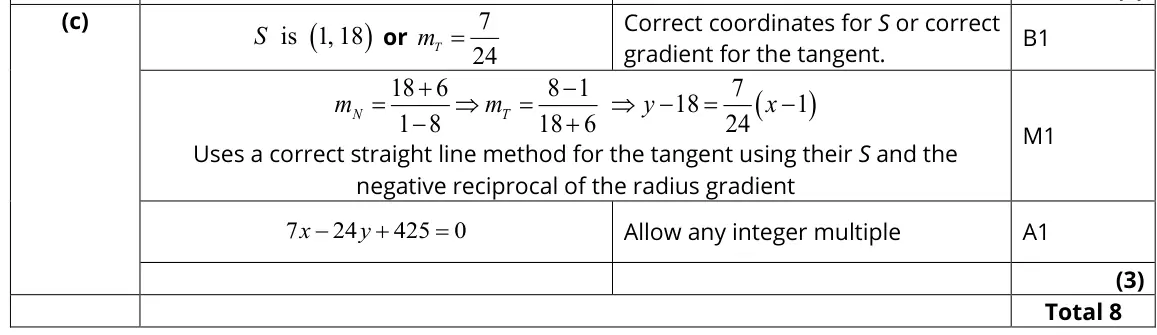 (c)
S is (1, 18) or m_T = 7/24
Correct coordinates for S or correct
gradient for the tangent.
B1
m_N = (18+6)/(1−8) ⇒ m_T = (8−1)/(18+6) ⇒ y−18 = 7/24 (x−1)
Uses a correct straight line method for the tangent using their S and the
negative reciprocal of the radius gradient
M1
7x − 24y + 425 = 0
Allow any integer multiple
A1
(3)
Total 8